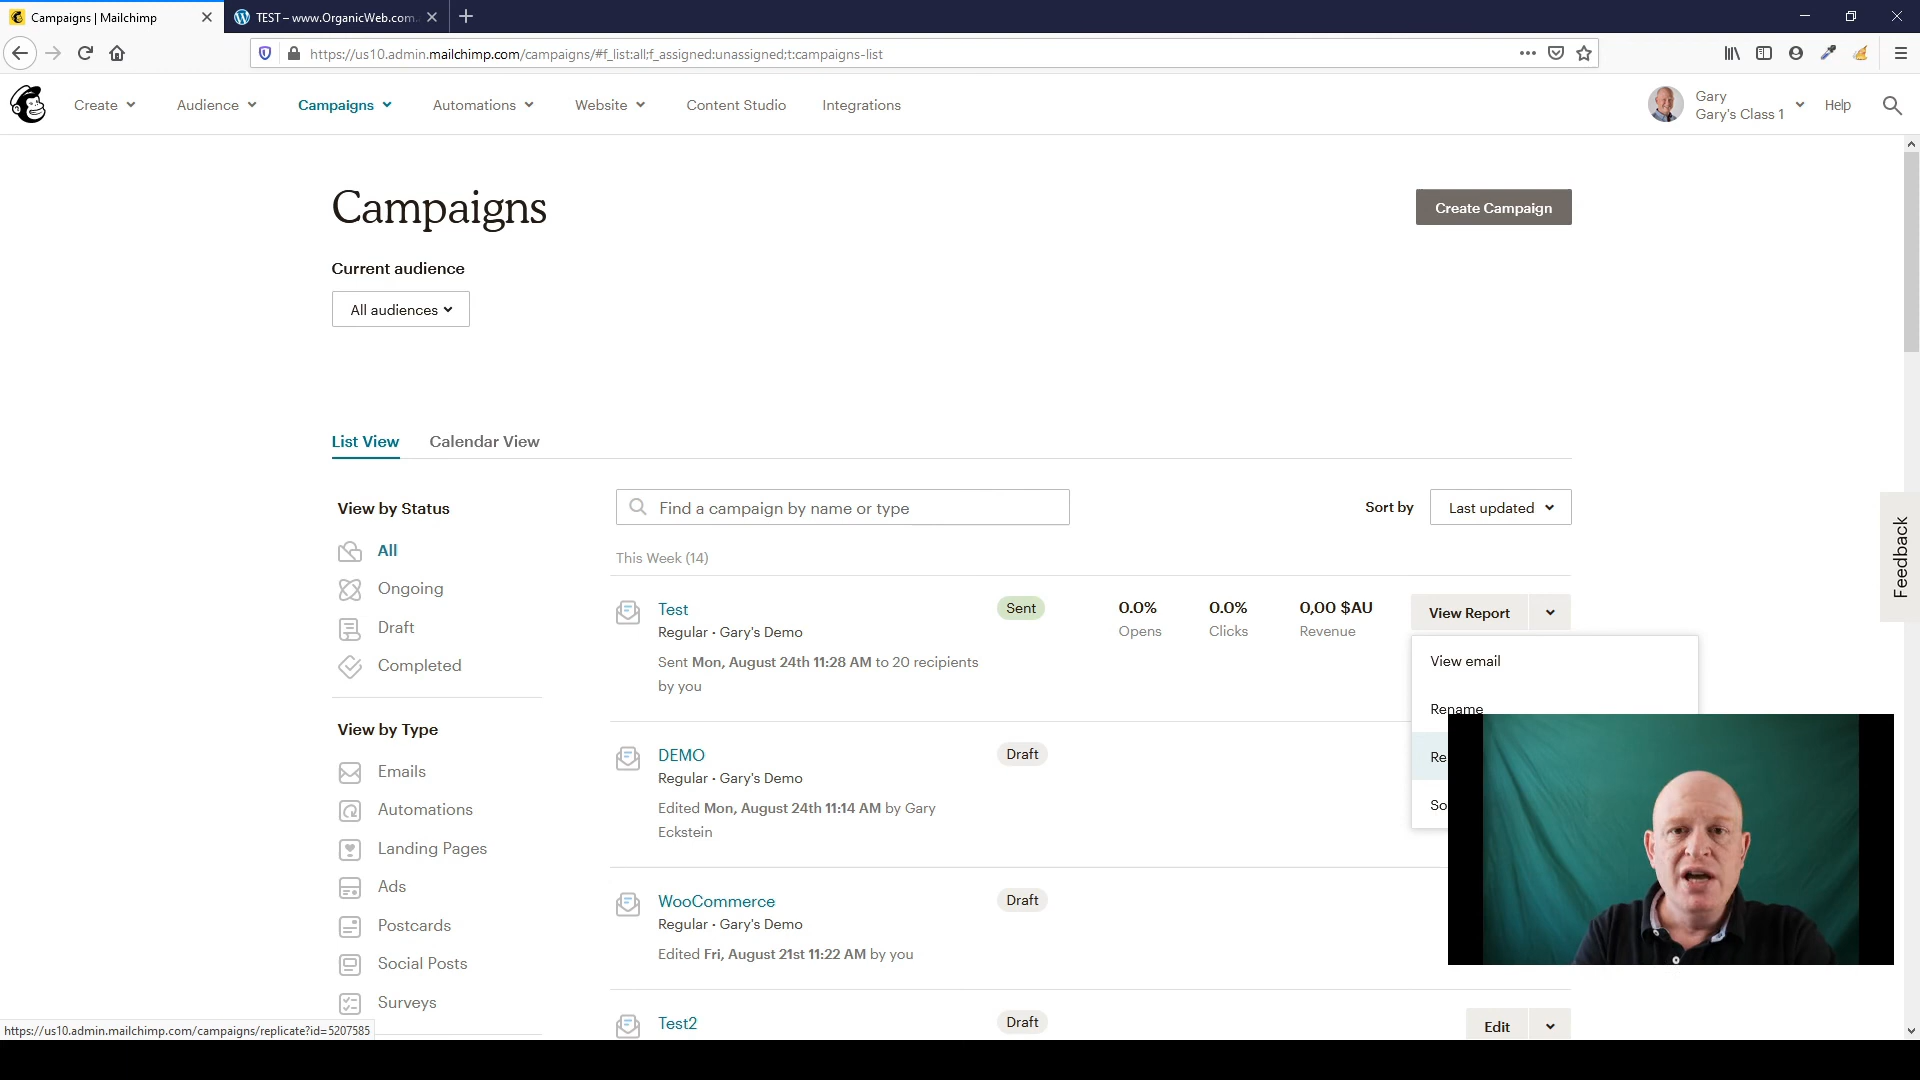 Campaigns | Mailchimp
TEST – www.OrganicWeb.com.
https://us10.admin.mailchimp.com/campaigns/#f_list:all;f_assigned:unassigned;t:campaigns-list
Create
Audience
Campaigns
Automations
Website
Content Studio
Integrations
Gary
Gary's Class 1
Help
Campaigns
Create Campaign
Current audience
All audiences
List View
Calendar View
View by Status
All
Ongoing
Draft
Completed
View by Type
Emails
Automations
Landing Pages
Ads
Postcards
Social Posts
Surveys
Find a campaign by name or type
Sort by
Last updated
This Week (14)
Test
Regular · Gary's Demo
Sent Mon, August 24th 11:28 AM to 20 recipients
by you
Sent
0.0%
Opens
0.0%
Clicks
0,00 $AU
Revenue
View Report
View email
Rename
Re
So
DEMO
Regular · Gary's Demo
Edited Mon, August 24th 11:14 AM by Gary
Eckstein
Draft
WooCommerce
Regular · Gary's Demo
Edited Fri, August 21st 11:22 AM by you
Draft
Test2
Draft
Edit
Feedback
https://us10.admin.mailchimp.com/campaigns/replicate?id=5207585